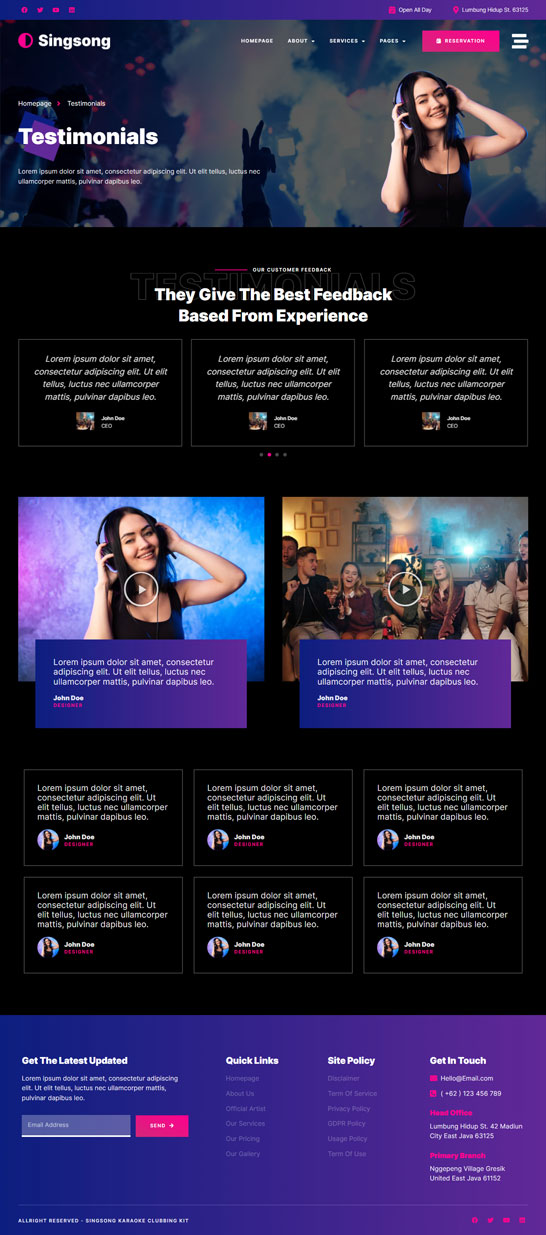 Open All Day
Lumbung Hidup St. 63125
Singsong
HOMEPAGE
ABOUT
SERVICES
PAGES
RESERVATION
Homepage
Testimonials
Testimonials
Lorem ipsum dolor sit amet, consectetur adipiscing elit. Ut elit tellus, luctus nec
ullamcorper mattis, pulvinar dapibus leo.
OUR CUSTOMER FEEDBACK
TESTIMONIALS
They Give The Best Feedback
Based From Experience
Lorem ipsum dolor sit amet,
consectetur adipiscing elit. Ut elit
tellus, luctus nec ullamcorper
mattis, pulvinar dapibus leo.
John Doe
CEO
Lorem ipsum dolor sit amet,
consectetur adipiscing elit. Ut elit
tellus, luctus nec ullamcorper
mattis, pulvinar dapibus leo.
John Doe
CEO
Lorem ipsum dolor sit amet,
consectetur adipiscing elit. Ut elit
tellus, luctus nec ullamcorper
mattis, pulvinar dapibus leo.
John Doe
CEO
Lorem ipsum dolor sit amet, consectetur
adipiscing elit. Ut elit tellus, luctus nec
ullamcorper mattis, pulvinar dapibus leo.
John Doe
DESIGNER
Lorem ipsum dolor sit amet, consectetur
adipiscing elit. Ut elit tellus, luctus nec
ullamcorper mattis, pulvinar dapibus leo.
John Doe
DESIGNER
Lorem ipsum dolor sit amet,
consectetur adipiscing elit. Ut
elit tellus, luctus nec ullamcorper
mattis, pulvinar dapibus leo.
John Doe
DESIGNER
Lorem ipsum dolor sit amet,
consectetur adipiscing elit. Ut
elit tellus, luctus nec ullamcorper
mattis, pulvinar dapibus leo.
John Doe
DESIGNER
Lorem ipsum dolor sit amet,
consectetur adipiscing elit. Ut
elit tellus, luctus nec ullamcorper
mattis, pulvinar dapibus leo.
John Doe
DESIGNER
Lorem ipsum dolor sit amet,
consectetur adipiscing elit. Ut
elit tellus, luctus nec ullamcorper
mattis, pulvinar dapibus leo.
John Doe
DESIGNER
Lorem ipsum dolor sit amet,
consectetur adipiscing elit. Ut
elit tellus, luctus nec ullamcorper
mattis, pulvinar dapibus leo.
John Doe
DESIGNER
Lorem ipsum dolor sit amet,
consectetur adipiscing elit. Ut
elit tellus, luctus nec ullamcorper
mattis, pulvinar dapibus leo.
John Doe
DESIGNER
Get The Latest Updated
Lorem ipsum dolor sit amet, consectetur adipiscing
elit. Ut elit tellus, luctus nec ullamcorper mattis,
pulvinar dapibus leo.
Email Address
SEND
Quick Links
Homepage
About Us
Official Artist
Our Services
Our Pricing
Our Gallery
Site Policy
Disclaimer
Term Of Service
Privacy Policy
GDPR Policy
Usage Policy
Term Of Use
Get In Touch
Hello@Email.com
( +62 ) 123 456 789
Head Office
Lumbung Hidup St. 42 Madiun
City East Java 63125
Primary Branch
Nggepeng Village Gresik
United East Java 61152
ALLRIGHT RESERVED - SINGSONG KARAOKE CLUBBING KIT